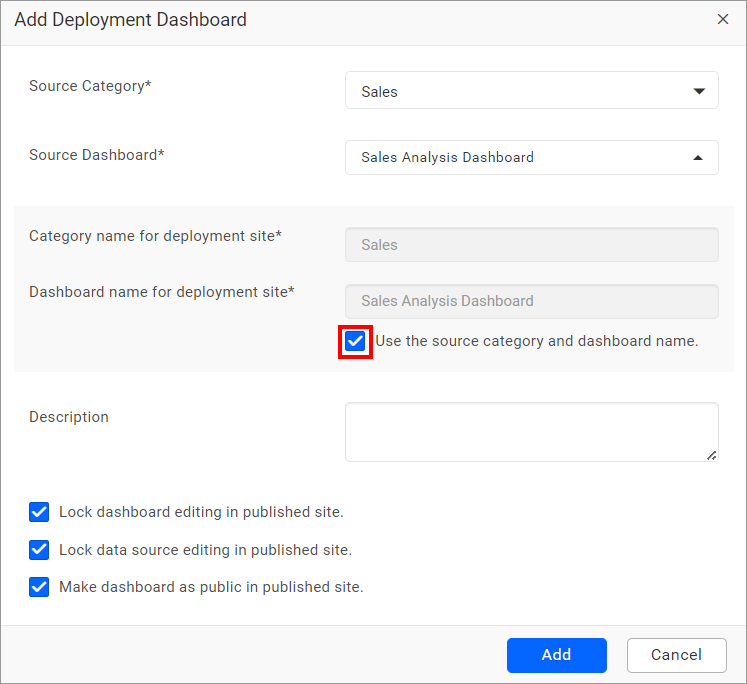 Add Deployment Dashboard
Source Category*
Sales
Source Dashboard*
Sales Analysis Dashboard
Category name for deployment site*
Sales
Dashboard name for deployment site*
Sales Analysis Dashboard
Use the source category and dashboard name.
Description
Lock dashboard editing in published site.
Lock data source editing in published site.
Make dashboard as public in published site.
Add
Cancel